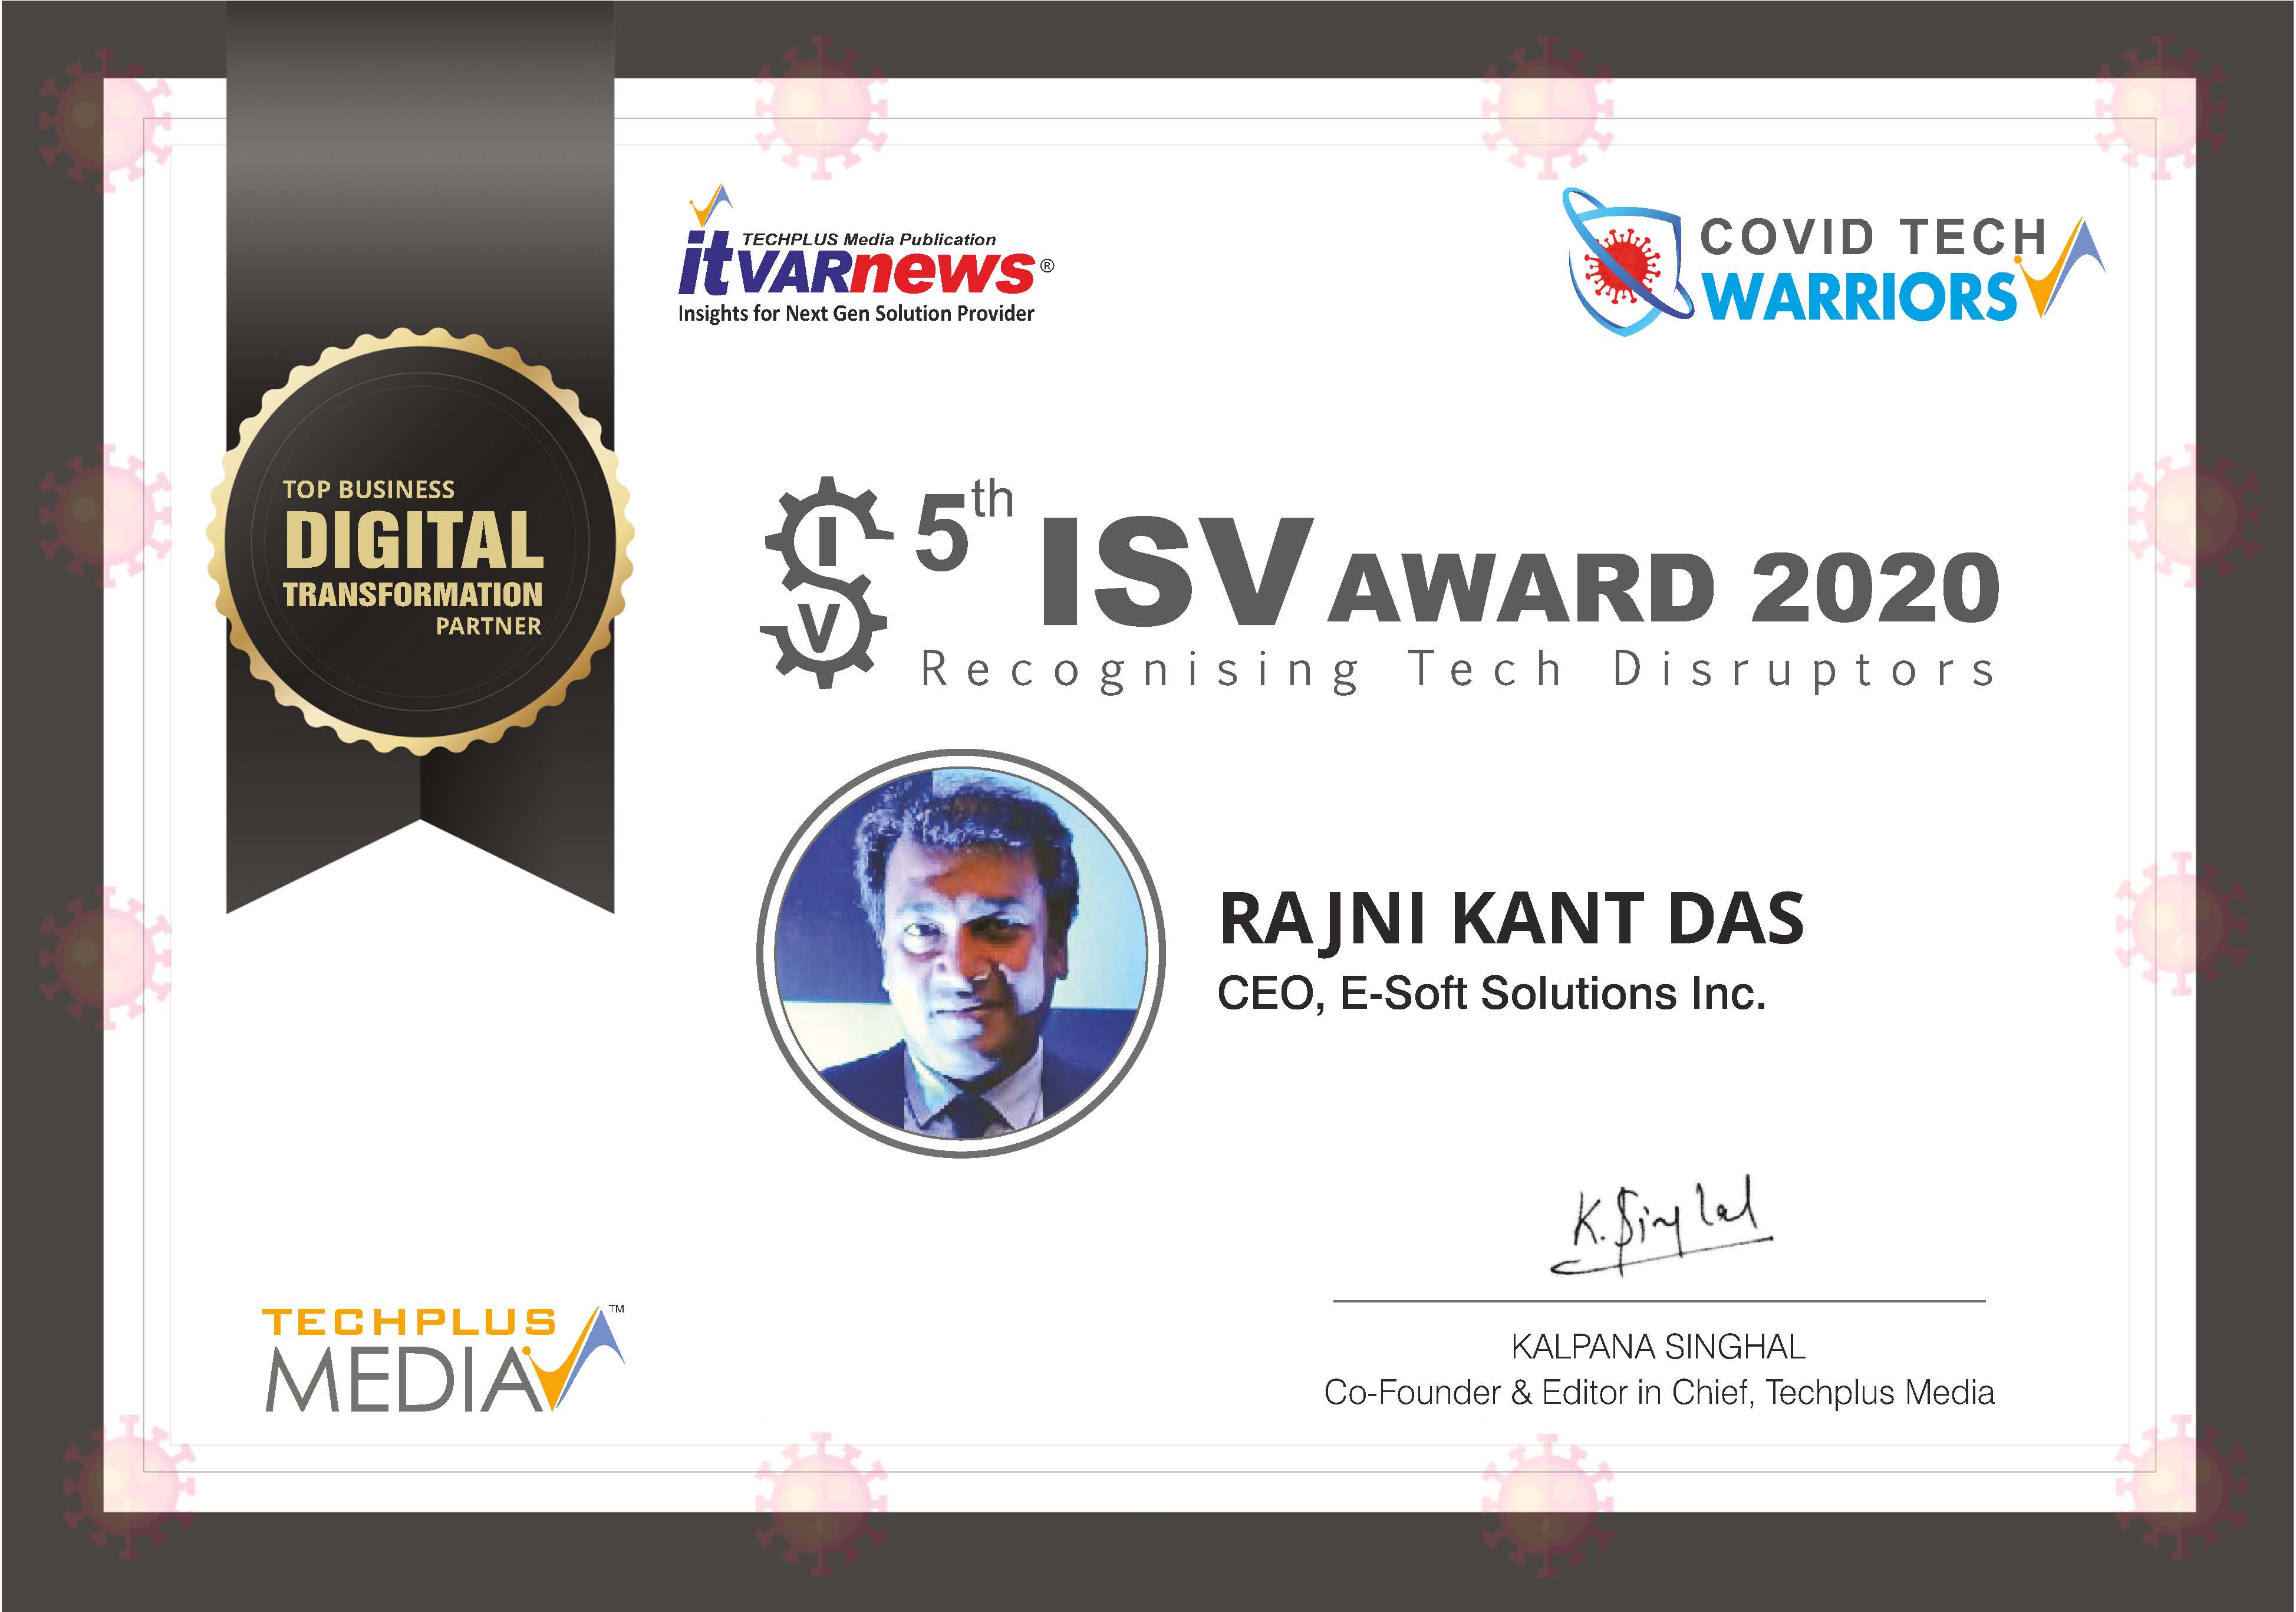 TECHPLUS Media Publication
itVARnews®
Insights for Next Gen Solution Provider
COVID TECH
WARRIORS
TOP BUSINESS
DIGITAL
TRANSFORMATION
PARTNER
ISV
5th ISV AWARD 2020
Recognising Tech Disruptors
RAJNI KANT DAS
CEO, E-Soft Solutions Inc.
K. Singhal
KALPANA SINGHAL
Co-Founder & Editor in Chief, Techplus Media
TECHPLUS
MEDIA™